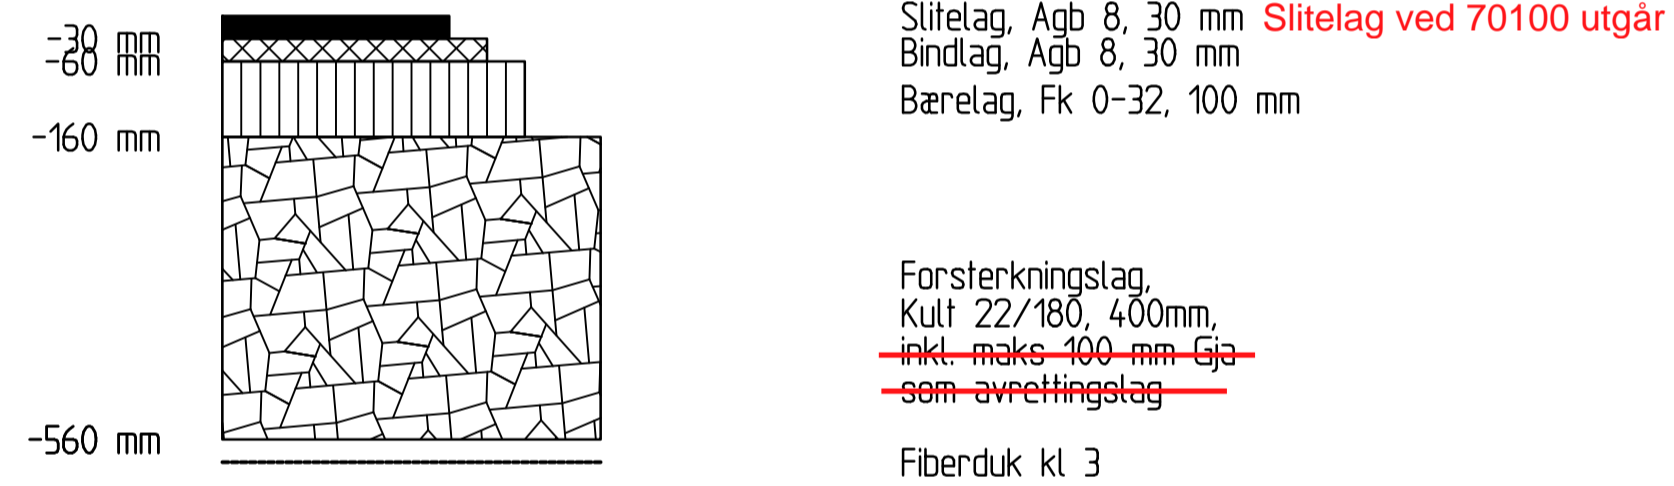 Slitelag, Agb 8, 30 mm Slitelag ved 70100 utgår
-30 mm
Bindlag, Agb 8, 30 mm
-60 mm
Bærelag, Fk 0-32, 100 mm
-160 mm
Forsterkningslag,
Kult 22/180, 400mm,
inkl. maks 100 mm Gja
som avrettingslag
-560 mm
Fiberduk kl 3